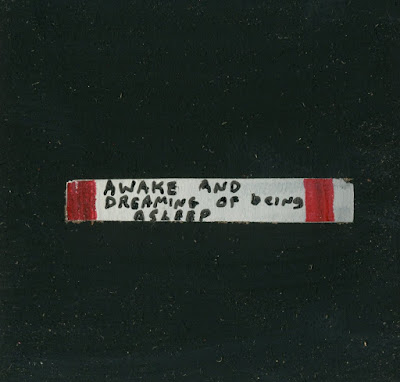 AWAKE AND
DREAMING OF being
ASLEEP